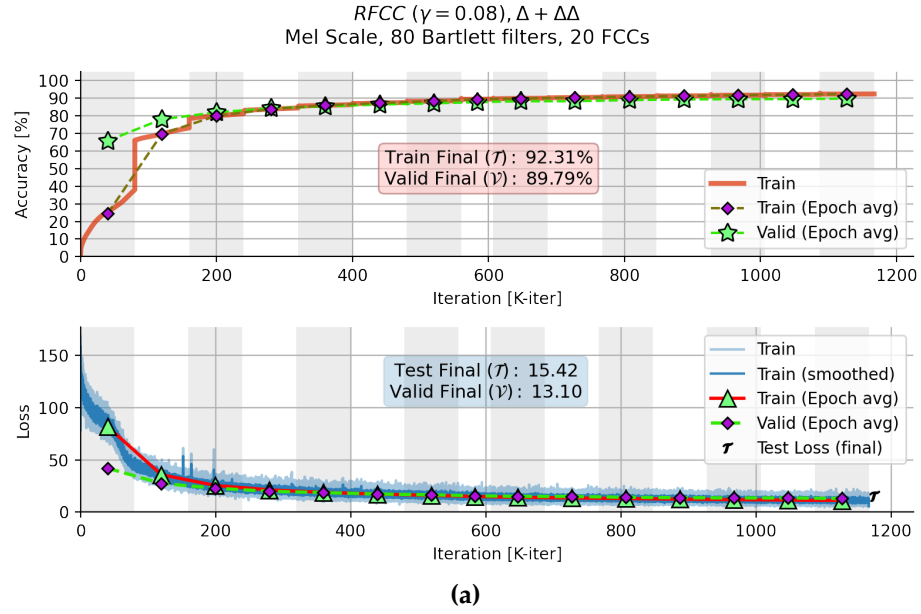 RFCC (γ = 0.08), Δ + ΔΔ
Mel Scale, 80 Bartlett filters, 20 FCCs
100
90
80
70
60
50
40
30
20
10
0
Accuracy [%]
Train Final (𝒯): 92.31%
Valid Final (𝒱): 89.79%
Train
Train (Epoch avg)
Valid (Epoch avg)
0 200 400 600 800 1000 1200
Iteration [K-iter]
150
100
50
0
Loss
Test Final (𝒯): 15.42
Valid Final (𝒱): 13.10
Train
Train (smoothed)
Train (Epoch avg)
Valid (Epoch avg)
𝒯 Test Loss (final)
𝒯
0 200 400 600 800 1000 1200
Iteration [K-iter]
(a)